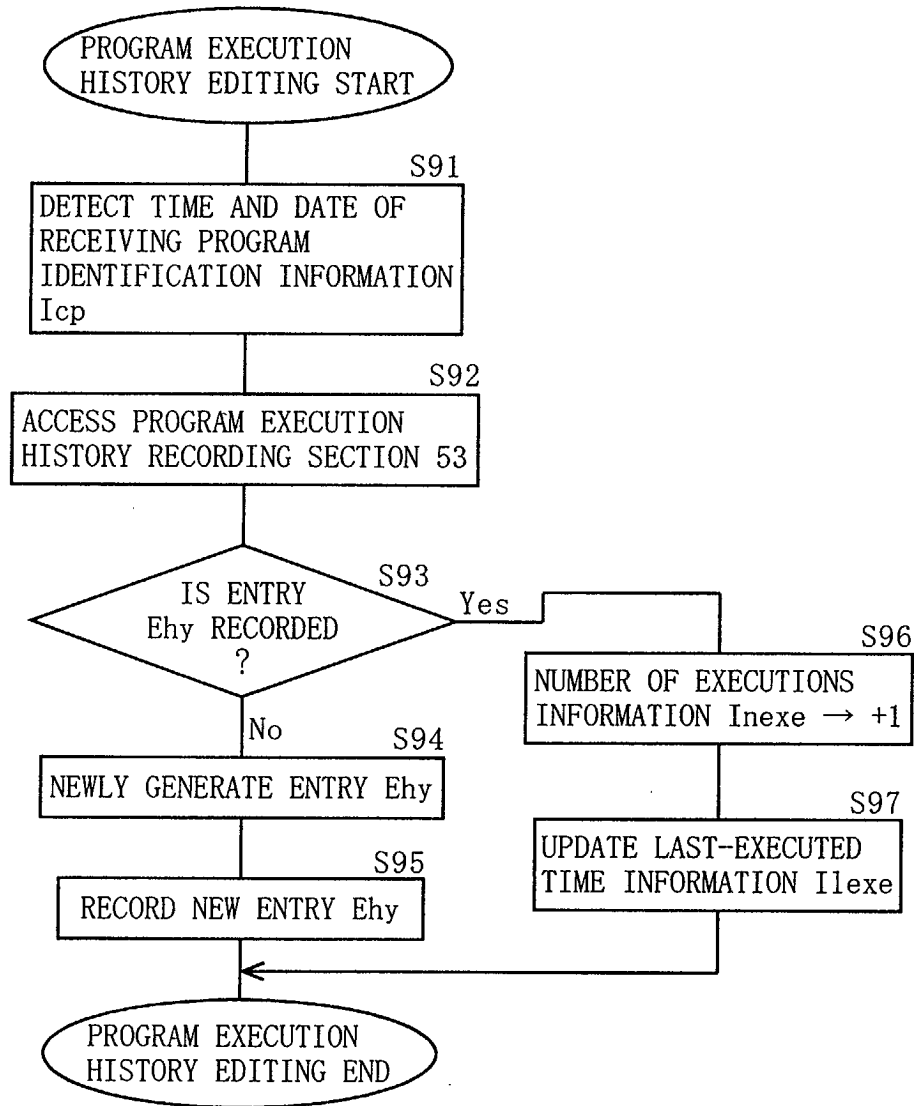 PROGRAM EXECUTION
HISTORY EDITING START
S91
DETECT TIME AND DATE OF
RECEIVING PROGRAM
IDENTIFICATION INFORMATION
Icp
S92
ACCESS PROGRAM EXECUTION
HISTORY RECORDING SECTION 53
S93
IS ENTRY
Ehy RECORDED
?
Yes
No
S94
NEWLY GENERATE ENTRY Ehy
S95
RECORD NEW ENTRY Ehy
S96
NUMBER OF EXECUTIONS
INFORMATION Inexe → +1
S97
UPDATE LAST-EXECUTED
TIME INFORMATION Ilexe
PROGRAM EXECUTION
HISTORY EDITING END